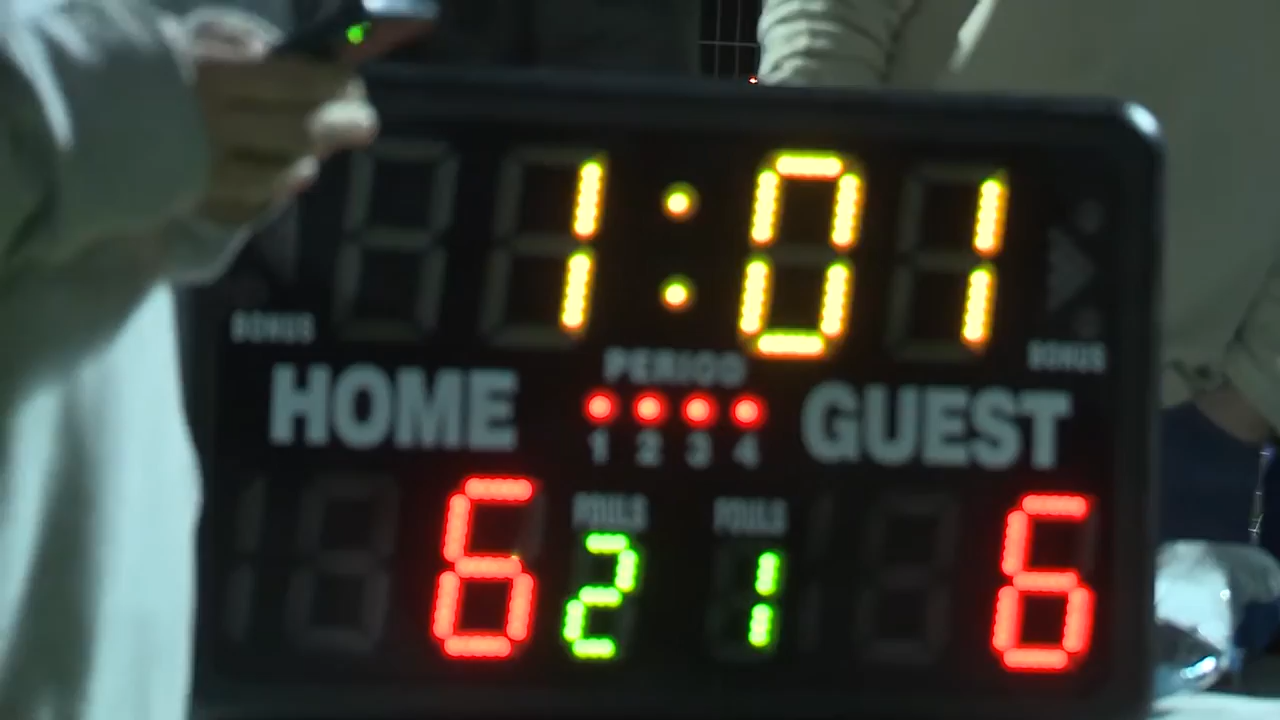 1:01
BONUS PERIOD BONUS
HOME GUEST
1 2 3 4
FOULS FOULS
6 2 1 6